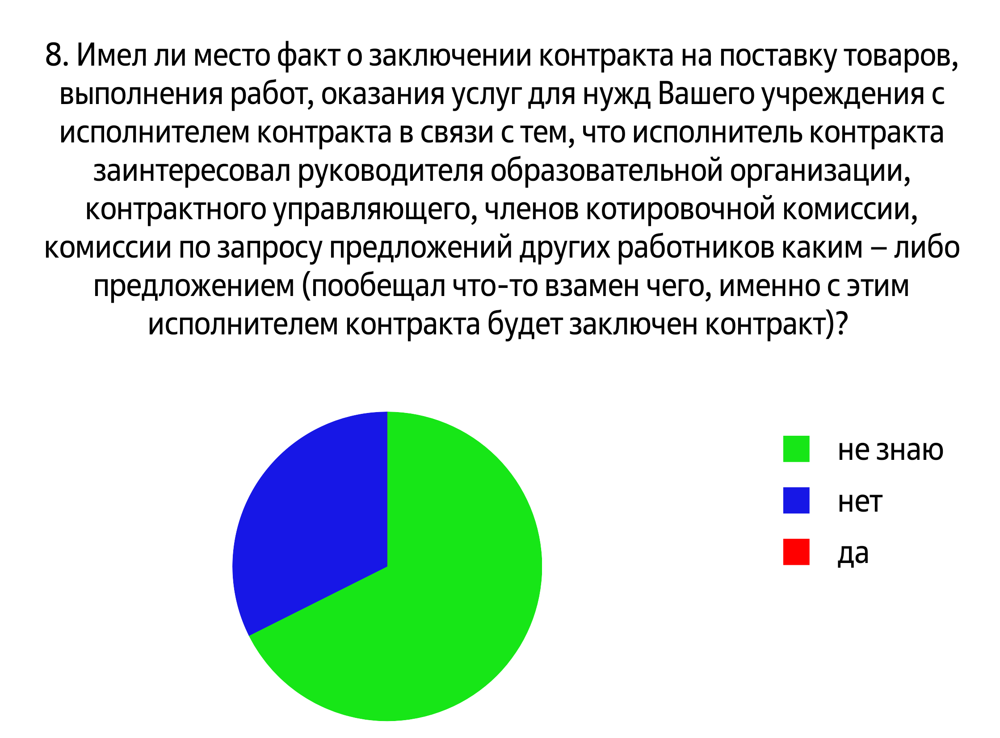 8. Имел ли место факт о заключении контракта на поставку товаров,
выполнения работ, оказания услуг для нужд Вашего учреждения с
исполнителем контракта в связи с тем, что исполнитель контракта
заинтересовал руководителя образовательной организации,
контрактного управляющего, членов котировочной комиссии,
комиссии по запросу предложений других работников каким – либо
предложением (пообещал что-то взамен чего, именно с этим
исполнителем контракта будет заключен контракт)?
не знаю
нет
да